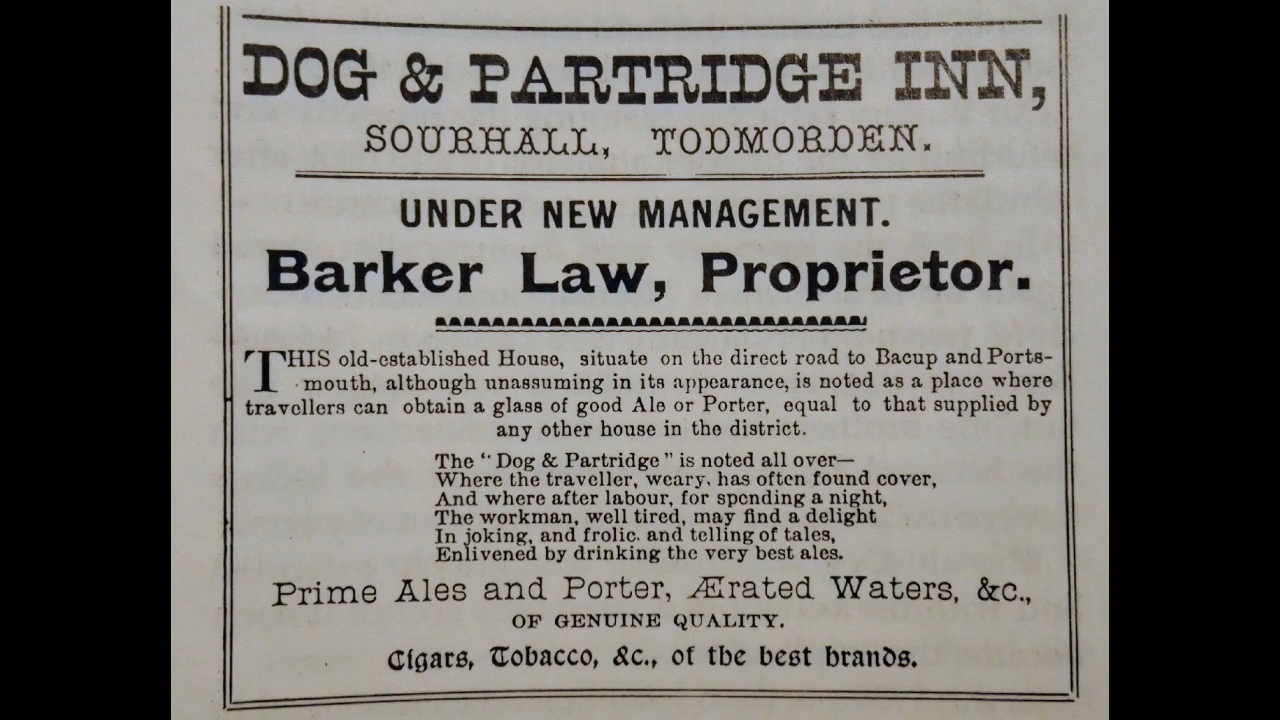 DOG & PARTRIDGE INN,
SOURHALL, TODMORDEN.
UNDER NEW MANAGEMENT.
Barker Law, Proprietor.
THIS old-established House, situate on the direct road to Bacup and Ports-
mouth, although unassuming in its appearance, is noted as a place where
travellers can obtain a glass of good Ale or Porter, equal to that supplied by
any other house in the district.
The "Dog & Partridge" is noted all over—
Where the traveller, weary, has often found cover,
And where after labour, for spending a night,
The workman, well tired, may find a delight
In joking, and frolic. and telling of tales,
Enlivened by drinking the very best ales.
Prime Ales and Porter, Ærated Waters, &c.,
OF GENUINE QUALITY.
Cigars, Tobacco, &c., of the best brands.